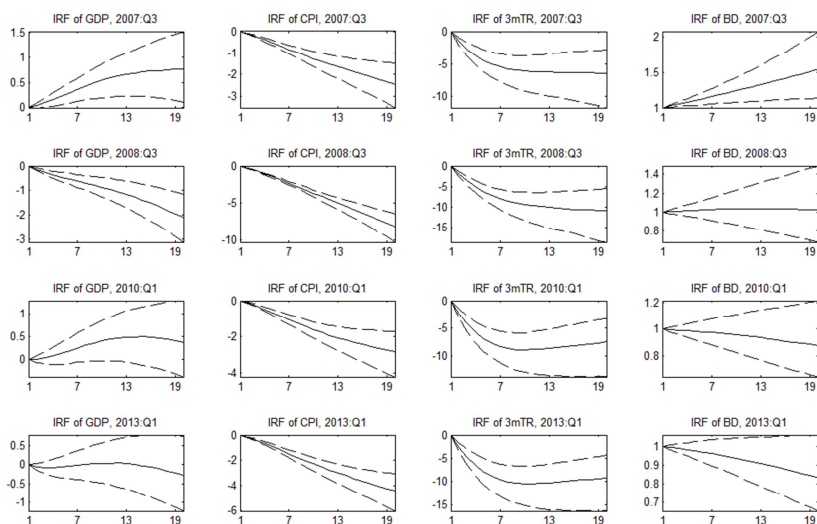 IRF of GDP, 2007:Q3 IRF of CPI, 2007:Q3 IRF of 3mTR, 2007:Q3 IRF of BD, 2007:Q3
1.5 0 0 2
1 -1 -5 1.5
0.5 -2 -10 1
0 -3
1 7 13 19 1 7 13 19 1 7 13 19 1 7 13 19
IRF of GDP, 2008:Q3 IRF of CPI, 2008:Q3 IRF of 3mTR, 2008:Q3 IRF of BD, 2008:Q3
0 0 0 1.4
-1 -5 -5 1.2
-2 -10 -10 1
-3 -15 0.8
1 7 13 19 1 7 13 19 1 7 13 19 1 7 13 19
IRF of GDP, 2010:Q1 IRF of CPI, 2010:Q1 IRF of 3mTR, 2010:Q1 IRF of BD, 2010:Q1
1 0 0 1.2
0.5 -2 -5 1
0 -4 -10 0.8
1 7 13 19 1 7 13 19 1 7 13 19 1 7 13 19
IRF of GDP, 2013:Q1 IRF of CPI, 2013:Q1 IRF of 3mTR, 2013:Q1 IRF of BD, 2013:Q1
0.5 0 0 1
0 -2 -5 0.9
-0.5 -4 -10 0.8
-1 -6 -15 0.7
1 7 13 19 1 7 13 19 1 7 13 19 1 7 13 19